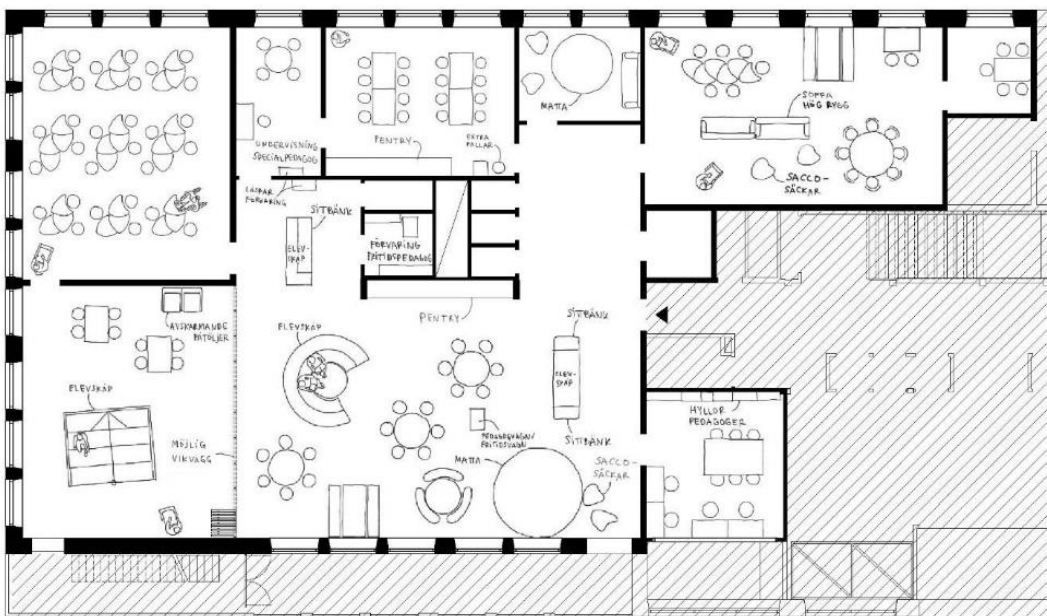 MATTA
SOFFA
HÖG RYGG
SACCO-
SÄCKAR
UNDERVISNING
SPECIALPEDAGOG
PENTRY
EXTRA
PALLAR
FÖRVARING
SITTBÄNK
ELEV-
SKÅP
FÖRVARING
FRITIDSPEDAGOG
PENTRY
AVSKÄRMANDE
FÅTÖLJER
ELEVSKÅP
SITTBÄNK
ELEV-
SKÅP
SITTBÄNK
ELEVSKÅP
MÖJLIG
VIKVÄGG
PEDAGOGVAGN/
FRITIDSVAGN
MATTA
SACCO-
SÄCKAR
HYLLOR
PEDAGOGER